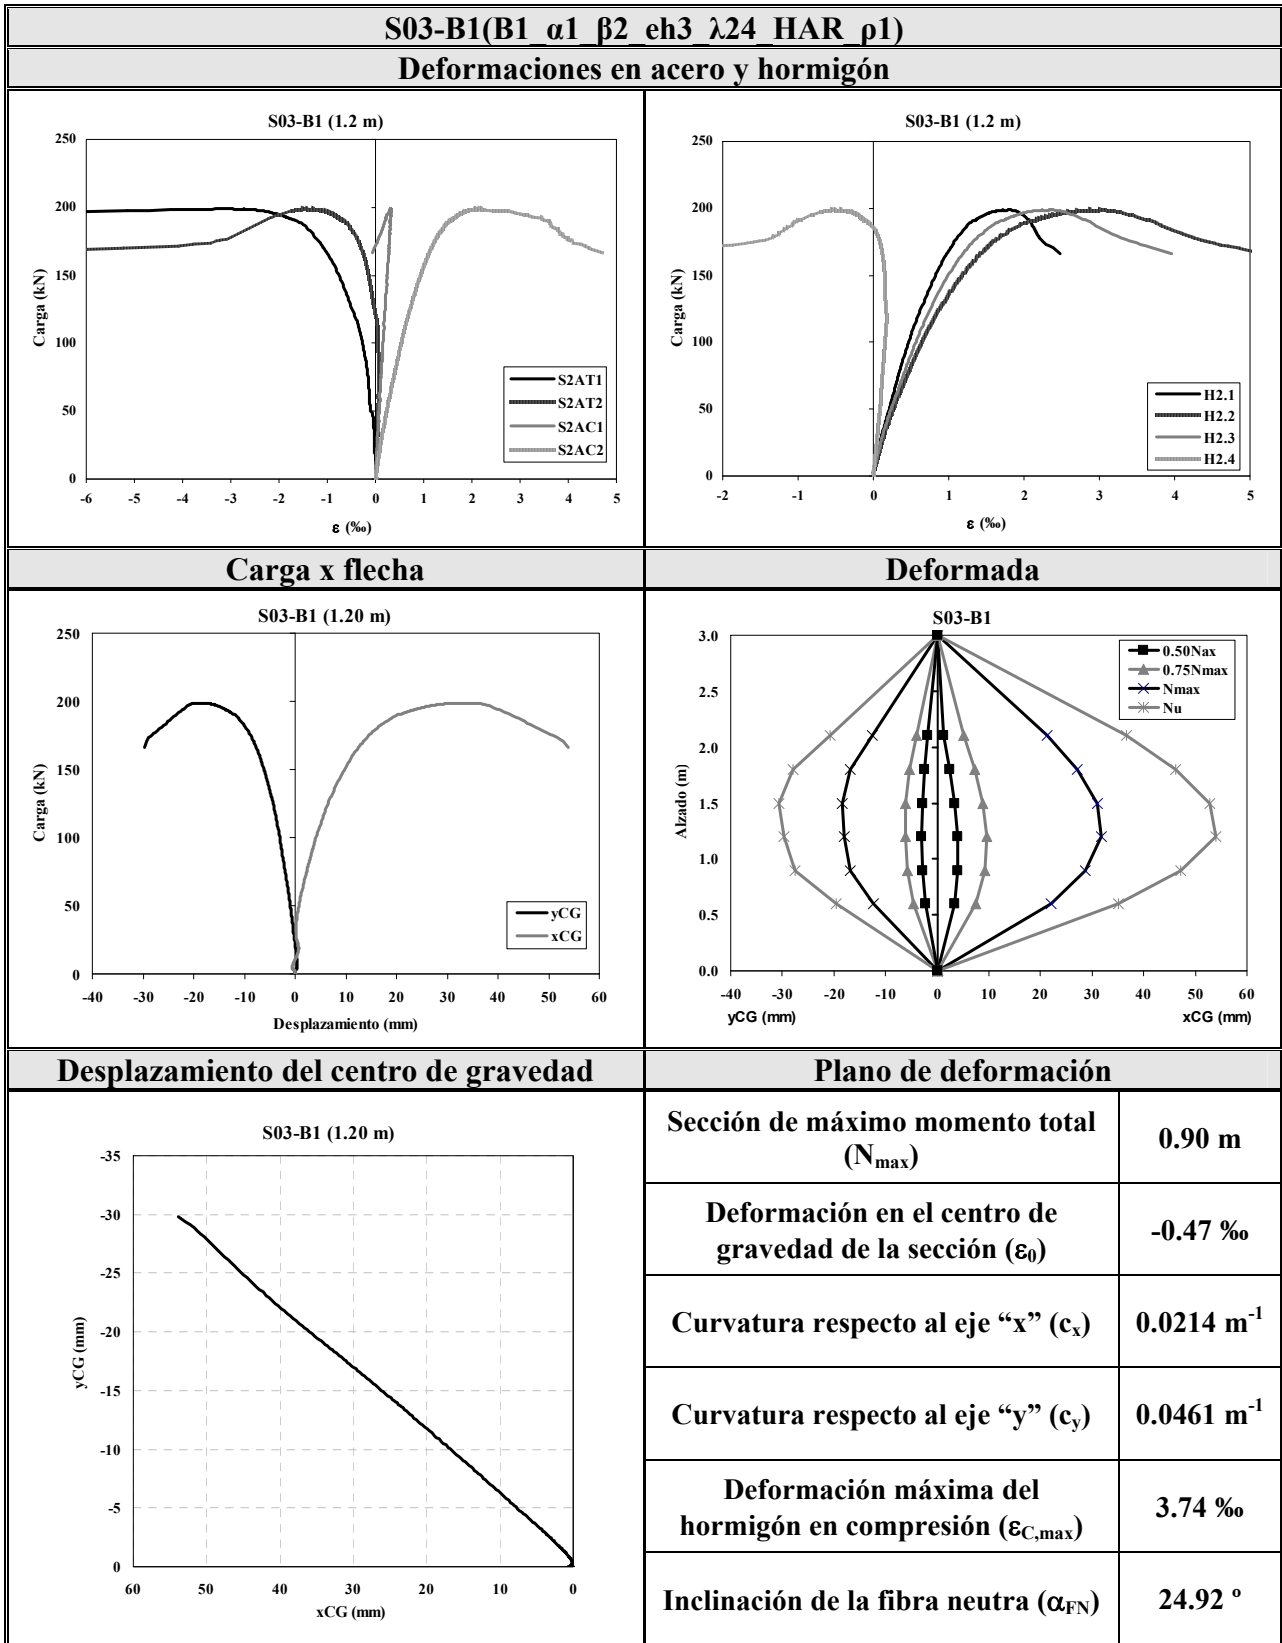 S03-B1(B1_α1_β2_eh3_λ24_HAR_ρ1)
Deformaciones en acero y hormigón
S03-B1 (1.2 m)
250
200
150
100
50
0
-6 -5 -4 -3 -2 -1 0 1 2 3 4 5
Carga (kN)
ε (‰)
S2AT1
S2AT2
S2AC1
S2AC2
S03-B1 (1.2 m)
250
200
150
100
50
0
-2 -1 0 1 2 3 4 5
Carga (kN)
ε (‰)
H2.1
H2.2
H2.3
H2.4
Carga x flecha
Deformada
S03-B1 (1.20 m)
250
200
150
100
50
0
-40 -30 -20 -10 0 10 20 30 40 50 60
Carga (kN)
Desplazamiento (mm)
yCG
xCG
S03-B1
3.0
2.5
2.0
1.5
1.0
0.5
0.0
-40 -30 -20 -10 0 10 20 30 40 50 60
Alzado (m)
yCG (mm) xCG (mm)
0.50Nax
0.75Nmax
Nmax
Nu
Desplazamiento del centro de gravedad
Plano de deformación
S03-B1 (1.20 m)
-35
-30
-25
-20
-15
-10
-5
0
60 50 40 30 20 10 0
yCG (mm)
xCG (mm)
Sección de máximo momento total
(Nmax)
0.90 m
Deformación en el centro de
gravedad de la sección (ε0)
-0.47 ‰
Curvatura respecto al eje “x” (cx)
0.0214 m-1
Curvatura respecto al eje “y” (cy)
0.0461 m-1
Deformación máxima del
hormigón en compresión (εC,max)
3.74 ‰
Inclinación de la fibra neutra (αFN)
24.92 º